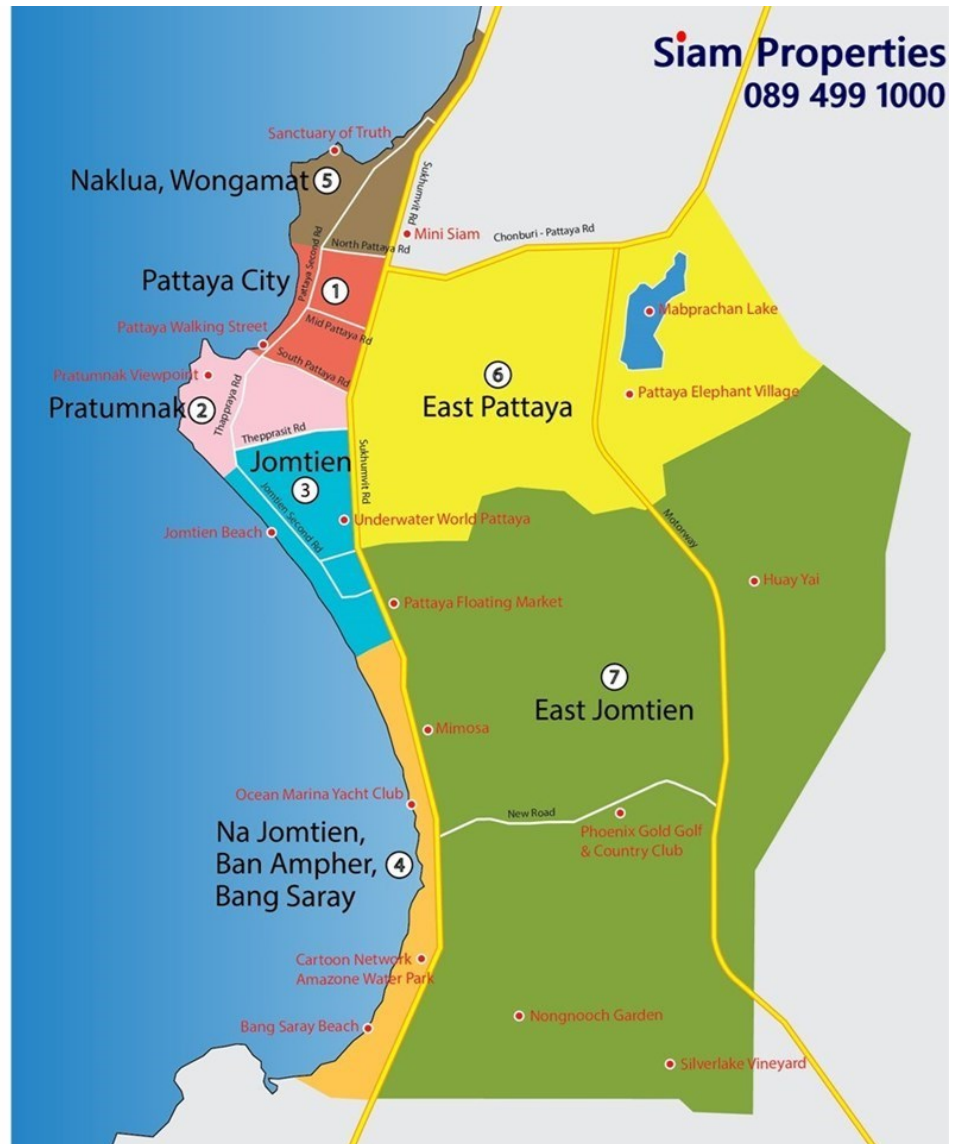 Siam Properties
089 499 1000
Sanctuary of Truth
Naklua, Wongamat 5
Sukhumvit Rd
Mini Siam
Chonburi - Pattaya Rd
North Pattaya Rd
Pattaya Second Rd
Pattaya City
1
Mabprachan Lake
Mid Pattaya Rd
Pattaya Walking Street
South Pattaya Rd
Pratumnak Viewpoint
6
East Pattaya
Pattaya Elephant Village
Pratumnak 2
Thappraya Rd
Thepprasit Rd
Jomtien
3
Sukhumvit Rd
Jomtien Second Rd
Underwater World Pattaya
Jomtien Beach
Motorway
Huay Yai
Pattaya Floating Market
7
East Jomtien
Mimosa
Ocean Marina Yacht Club
New Road
Phoenix Gold Golf
& Country Club
Na Jomtien,
Ban Ampher, 4
Bang Saray
Cartoon Network
Amazone Water Park
Nongnooch Garden
Bang Saray Beach
Silverlake Vineyard